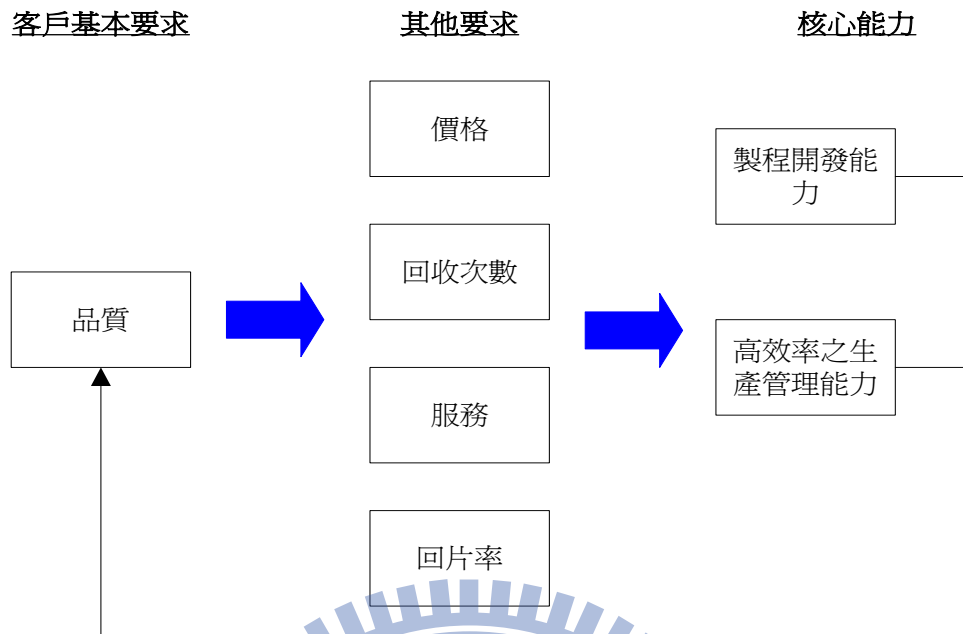 客戶基本要求
其他要求
核心能力
品質
價格
回收次數
服務
回片率
製程開發能
力
高效率之生
產管理能力